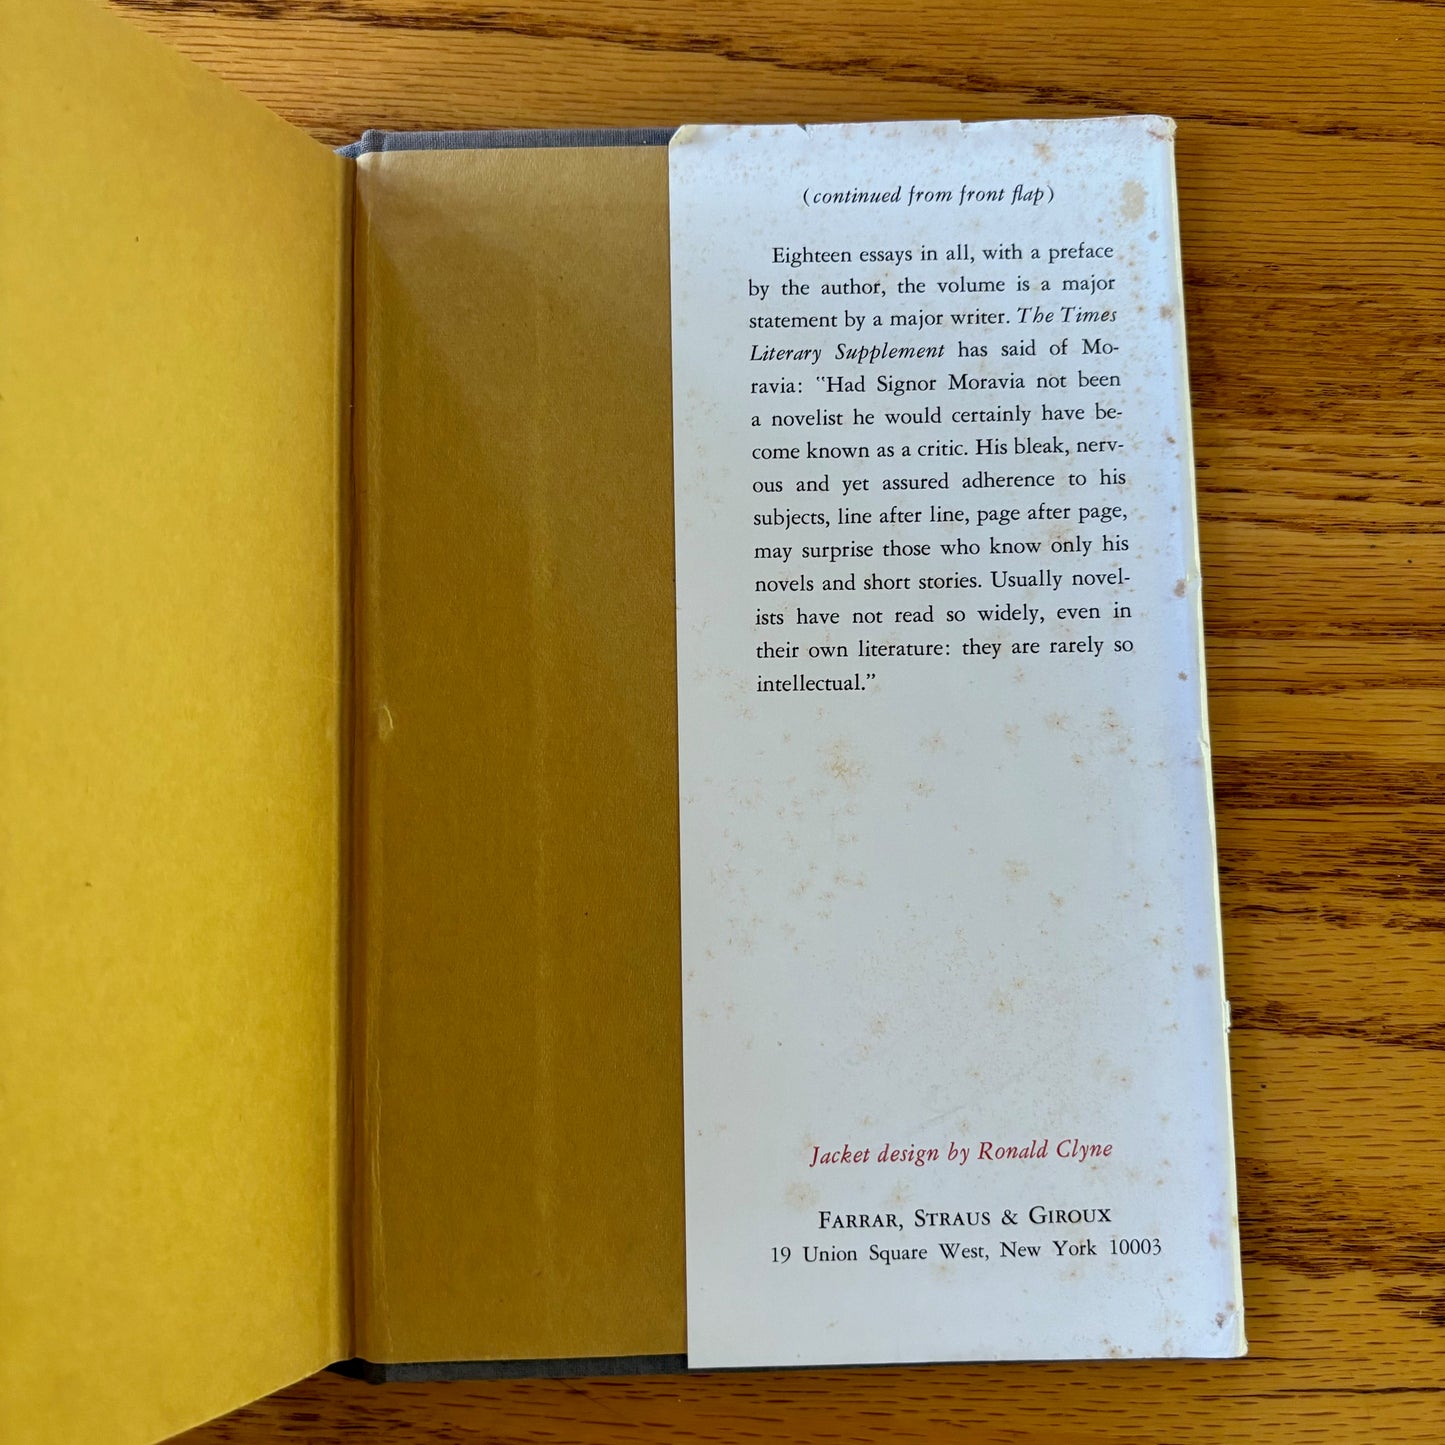 (continued from front flap)
Eighteen essays in all, with a preface
by the author, the volume is a major
statement by a major writer. The Times
Literary Supplement has said of Mo-
ravia: "Had Signor Moravia not been
a novelist he would certainly have be-
come known as a critic. His bleak, nerv-
ous and yet assured adherence to his
subjects, line after line, page after page,
may surprise those who know only his
novels and short stories. Usually novel-
ists have not read so widely, even in
their own literature: they are rarely so
intellectual.”
Jacket design by Ronald Clyne
FARRAR, STRAUS & GIROUX
19 Union Square West, New York 10003